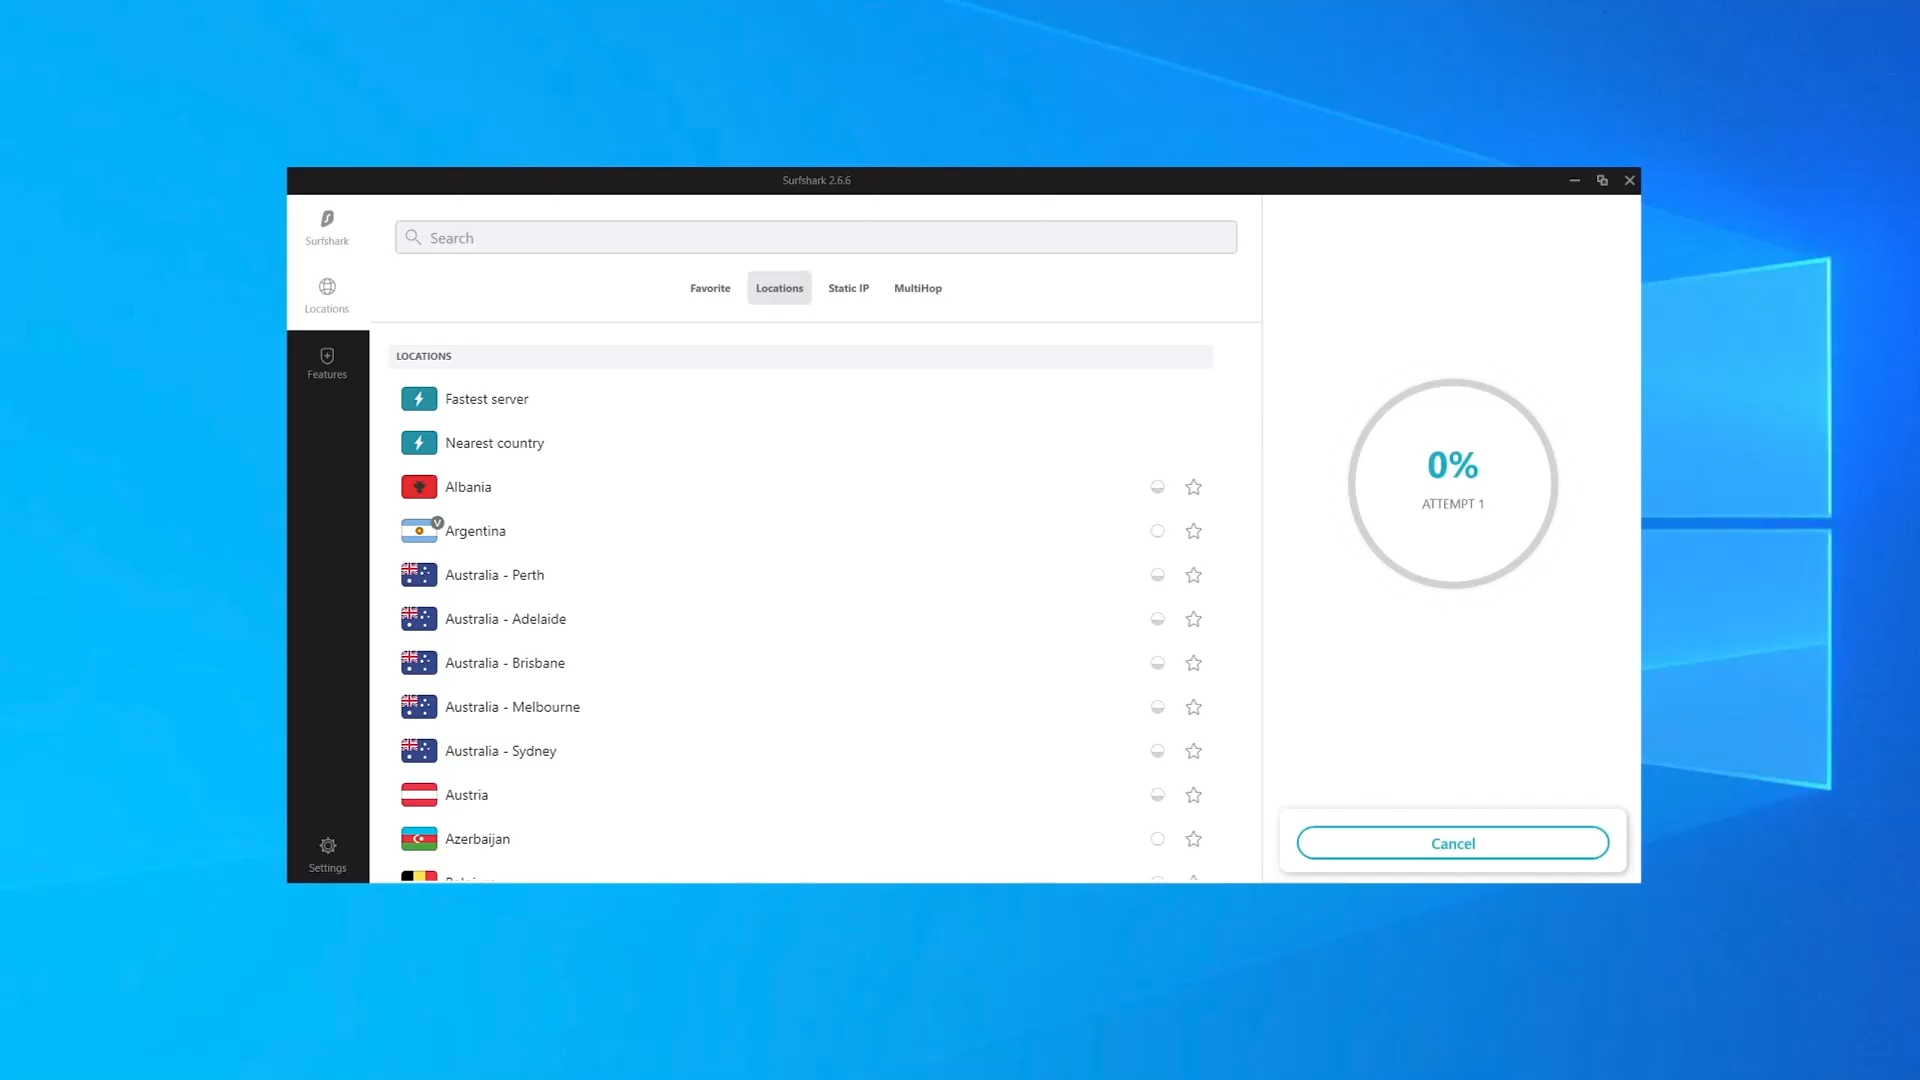 Surfshark 2.6.6
Surfshark
Search
Locations
Favorite Locations Static IP MultiHop
LOCATIONS
Features
Fastest server
Nearest country
Albania
V
Argentina
Australia - Perth
Australia - Adelaide
Australia - Brisbane
Australia - Melbourne
Australia - Sydney
Austria
Azerbaijan
Settings
0%
ATTEMPT 1
Cancel